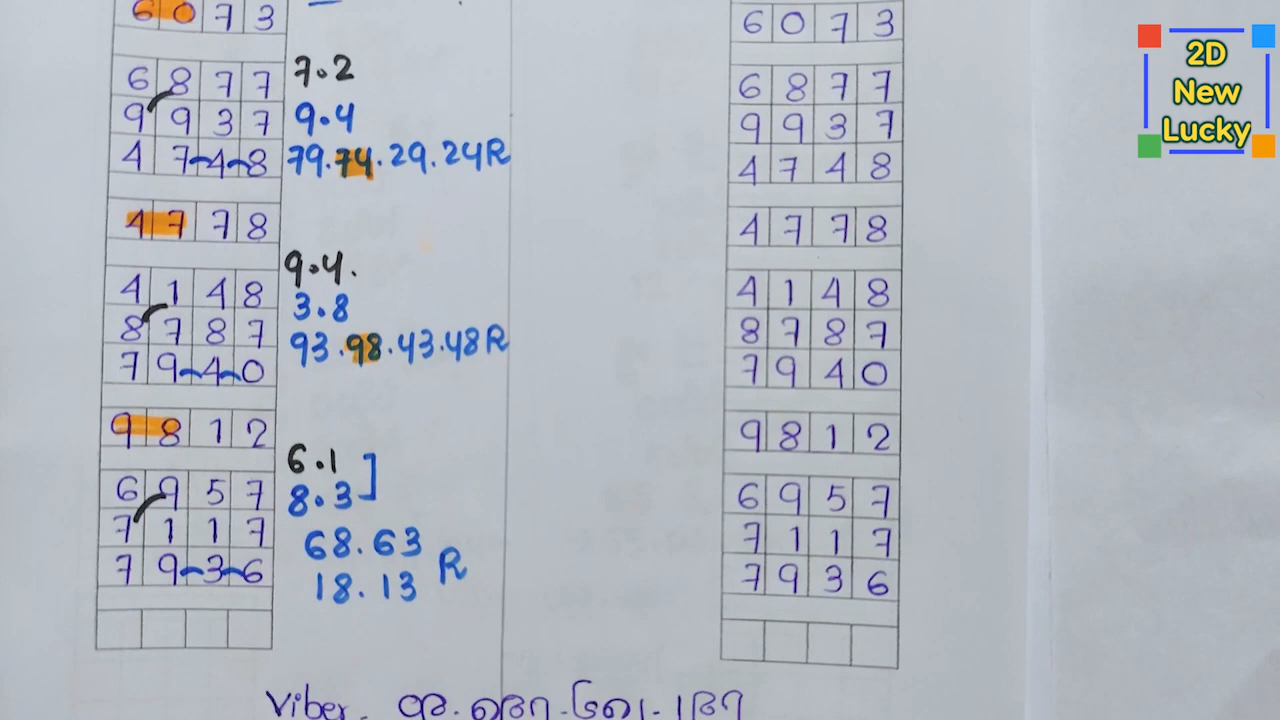 6 0 7 3
6 8 7 7 7.2
9 9 3 7 9.4
4 7 4 8 79.74.29.24R
4 7 7 8
9.4.
4 1 4 8 3.8
8 7 8 7 93.98.43.48R
7 9 4 0
9 8 1 2
6.1
6 9 5 7 8.3
7 1 1 7 68.63
7 9 3 6 18.13 R
6 0 7 3
6 8 7 7
9 9 3 7
4 7 4 8
4 7 7 8
4 1 4 8
8 7 8 7
7 9 4 0
9 8 1 2
6 9 5 7
7 1 1 7
7 9 3 6
2D
New
Lucky
Viber.